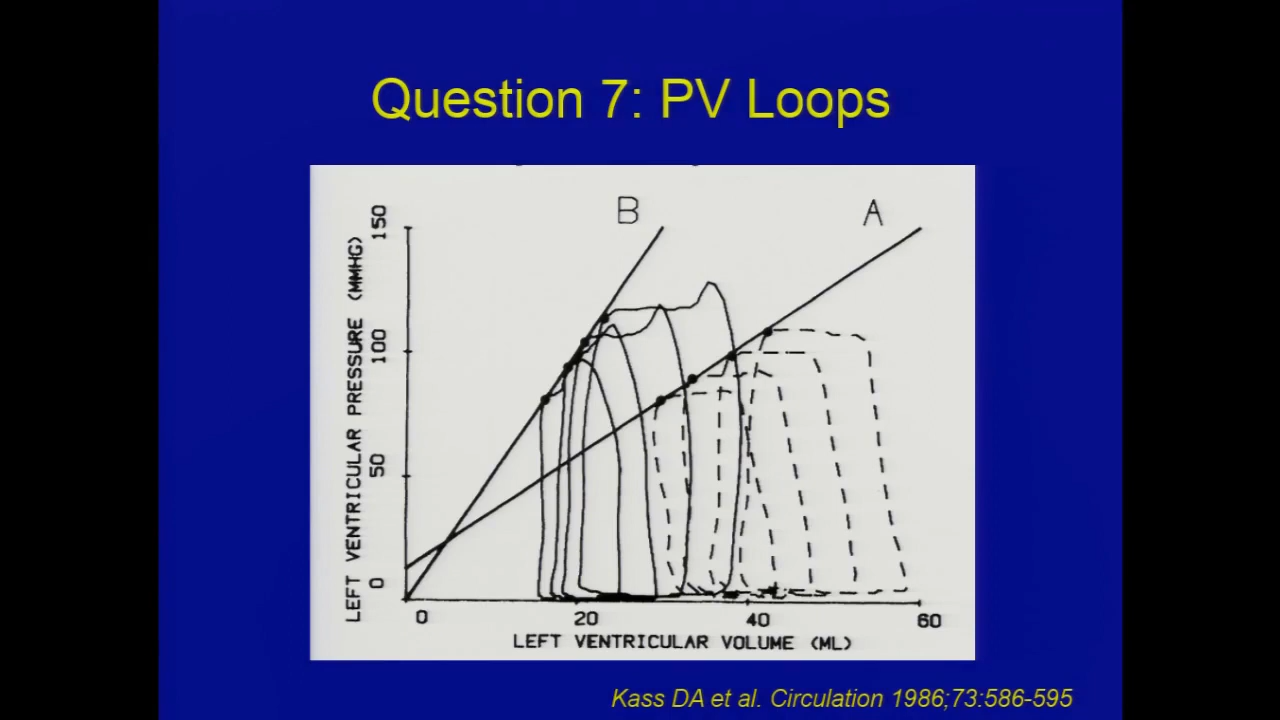 Question 7: PV Loops
B
A
LEFT VENTRICULAR PRESSURE (MMHG)
150
100
50
0
0 20 40 60
LEFT VENTRICULAR VOLUME (ML)
Kass DA et al. Circulation 1986;73:586-595